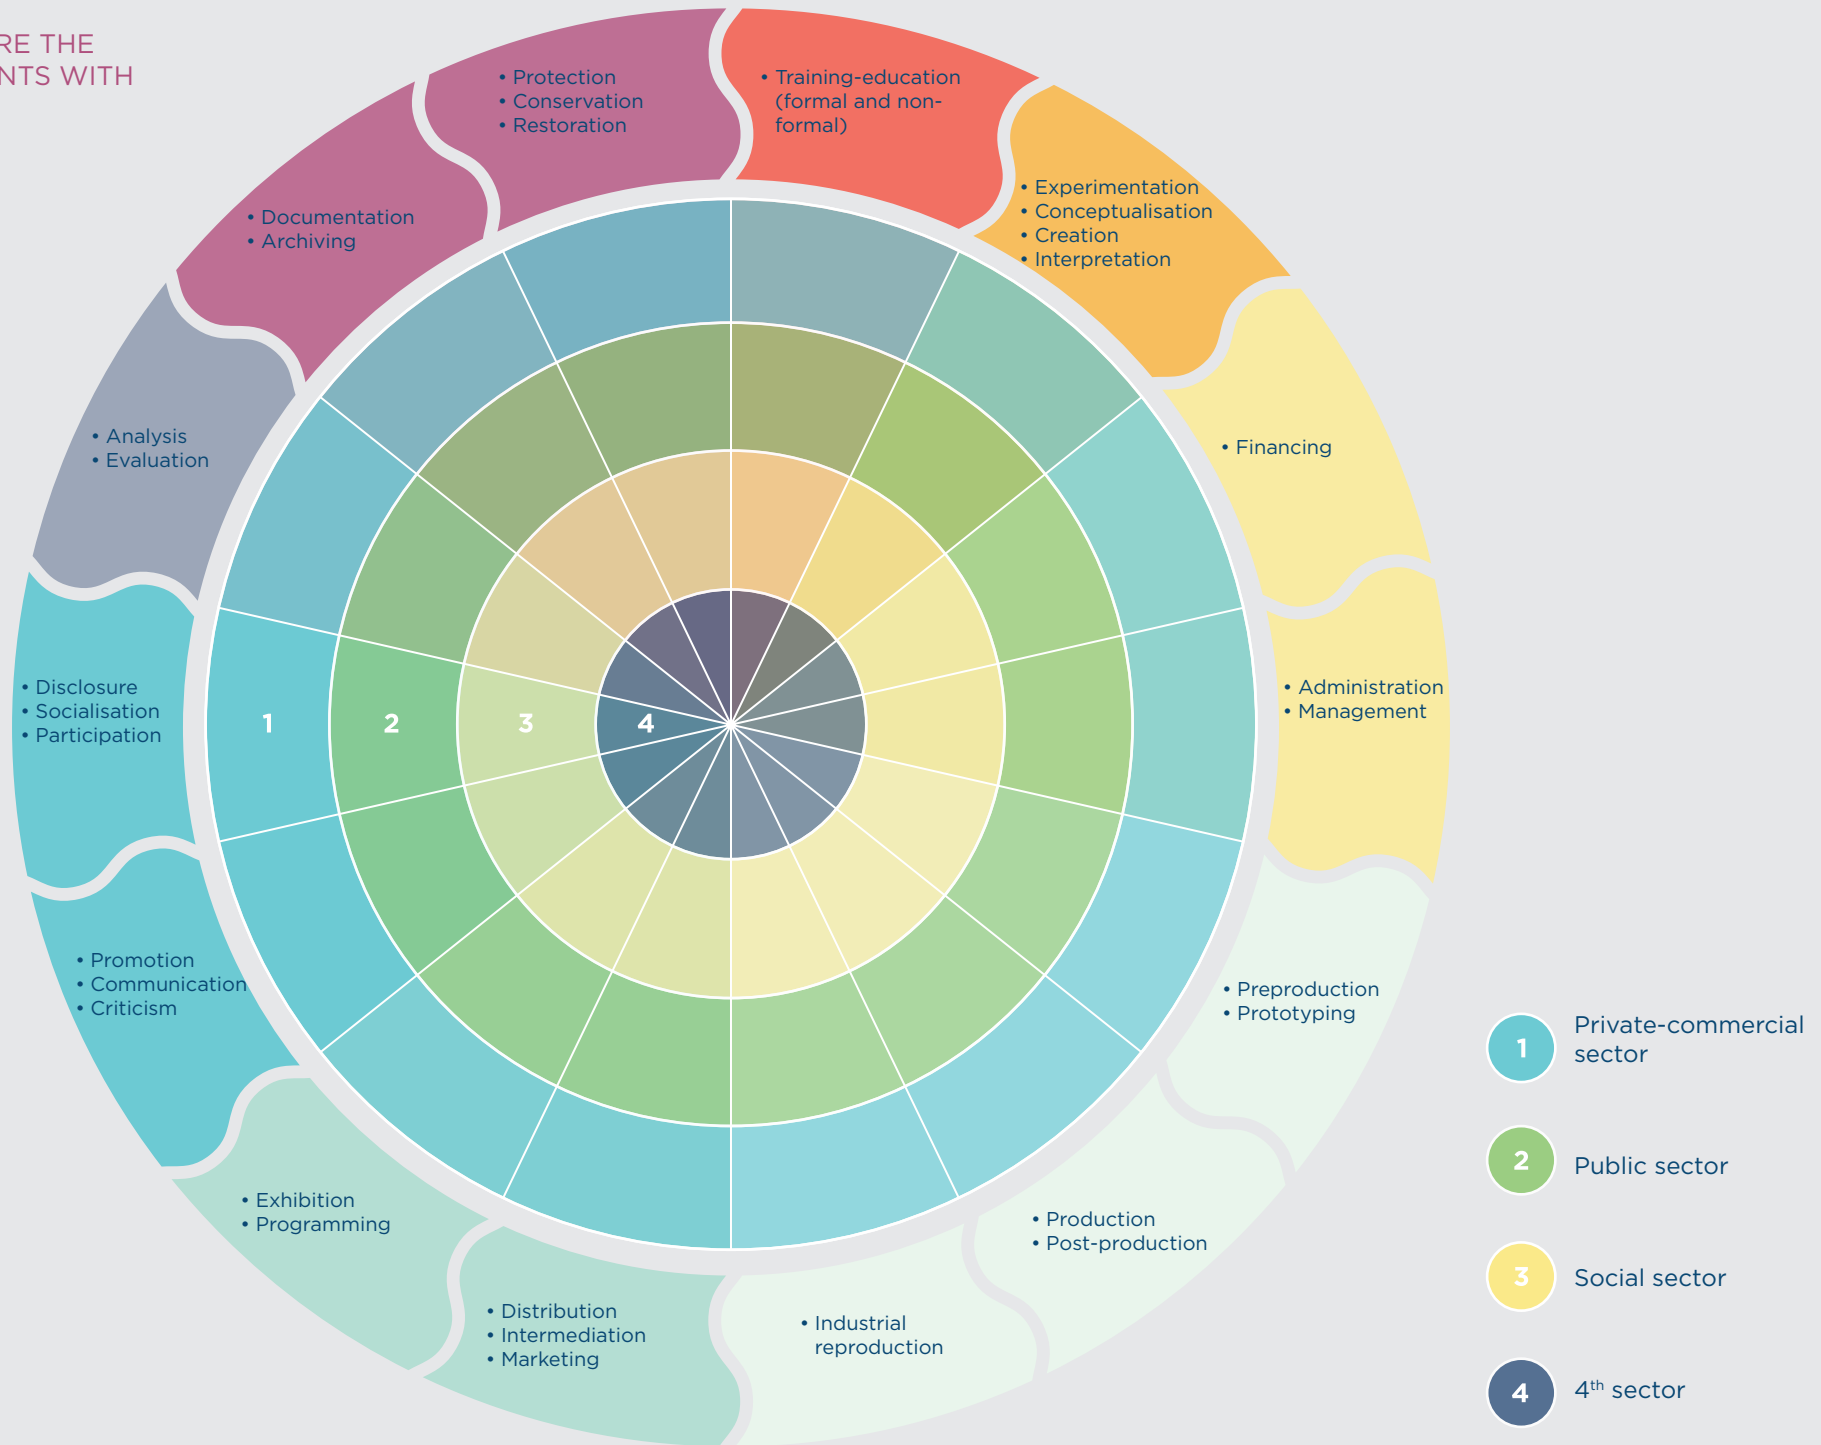 RE THE
NTS WITH
• Protection
• Conservation
• Restoration
• Training-education
(formal and non-
formal)
• Experimentation
• Conceptualisation
• Creation
• Interpretation
• Documentation
• Archiving
• Financing
• Analysis
• Evaluation
• Administration
• Management
• Disclosure
• Socialisation
• Participation
1
2
3
4
• Promotion
• Communication
• Criticism
• Preproduction
• Prototyping
• Exhibition
• Programming
• Production
• Post-production
• Distribution
• Intermediation
• Marketing
• Industrial
reproduction
1 Private-commercial
sector
2 Public sector
3 Social sector
4 4th sector